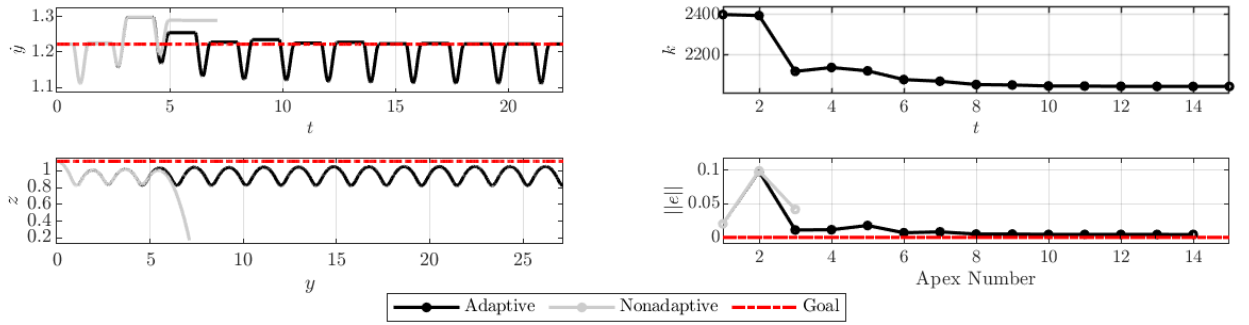 1.3
1.2
1.1
ẏ
0 5 10 15 20
t
2400
2200
k
2 4 6 8 10 12 14
t
1
0.8
0.6
0.4
0.2
z
0 5 10 15 20 25
y
0.1
0.05
0
||e||
2 4 6 8 10 12 14
Apex Number
Adaptive Nonadaptive Goal